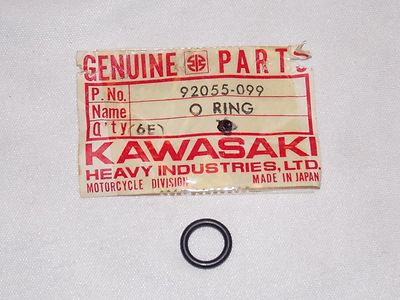 GENUINE PARTS
P. No. 92055-099
Name O RING
Q'ty (6E)
KAWASAKI
HEAVY INDUSTRIES, LTD.
MOTORCYCLE DIVISION MADE IN JAPAN